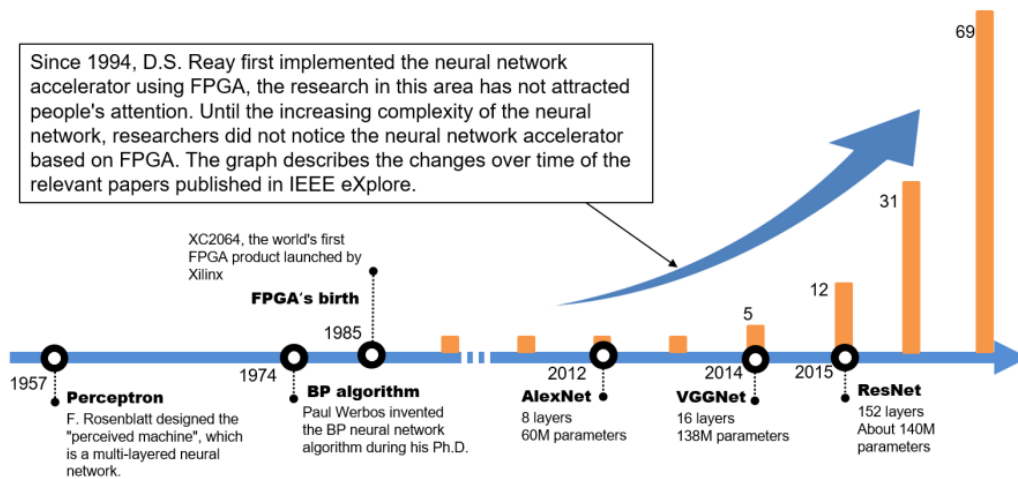 69
Since 1994, D.S. Reay first implemented the neural network
accelerator using FPGA, the research in this area has not attracted
people's attention. Until the increasing complexity of the neural
network, researchers did not notice the neural network accelerator
based on FPGA. The graph describes the changes over time of the
relevant papers published in IEEE eXplore.
31
XC2064, the world's first
FPGA product launched by
Xilinx
FPGA's birth
12
5
1985
1957
1974
2012
2014
2015
Perceptron
F. Rosenblatt designed the
"perceived machine", which
is a multi-layered neural
network.
BP algorithm
Paul Werbos invented
the BP neural network
algorithm during his Ph.D.
AlexNet
8 layers
60M parameters
VGGNet
16 layers
138M parameters
ResNet
152 layers
About 140M
parameters